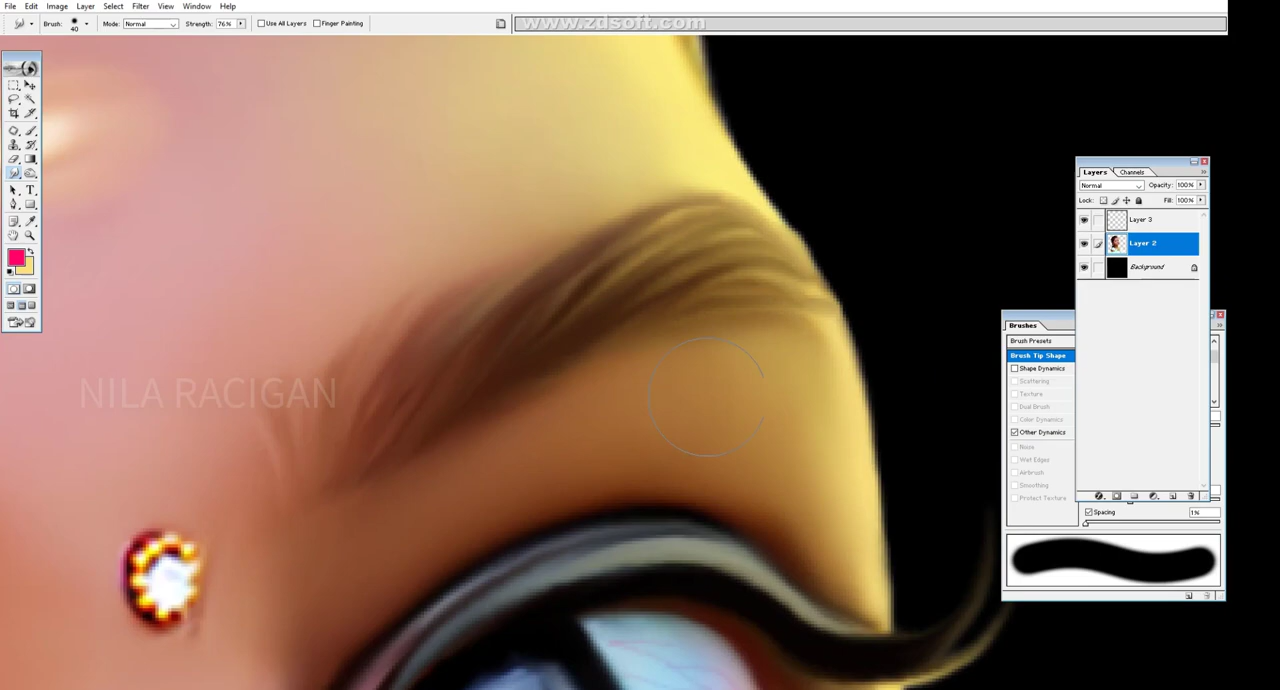 File Edit Image Layer Select Filter View Window Help
Brush: 40 Mode: Normal Strength: 76% Use All Layers Finger Painting
www.zdsoft.com
Layers Channels
Normal Opacity: 100%
Lock: Fill: 100%
Layer 3
Layer 2
Background
Brushes
Brush Presets
Brush Tip Shape
Shape Dynamics
Scattering
Texture
Dual Brush
Color Dynamics
Other Dynamics
Noise
Wet Edges
Airbrush
Smoothing
Protect Texture
Spacing 1%
NILA RACIGAN